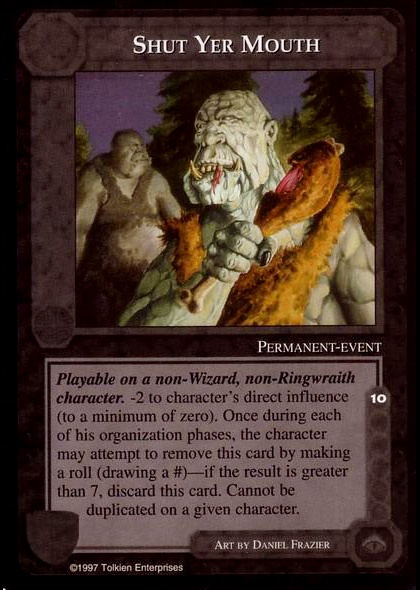 SHUT YER MOUTH
PERMANENT-EVENT
Playable on a non-Wizard, non-Ringwraith
character. -2 to character's direct influence
(to a minimum of zero). Once during each
of his organization phases, the character
may attempt to remove this card by making
a roll (drawing a #)—if the result is greater
than 7, discard this card. Cannot be
duplicated on a given character.
10
ART BY DANIEL FRAZIER
©1997 Tolkien Enterprises